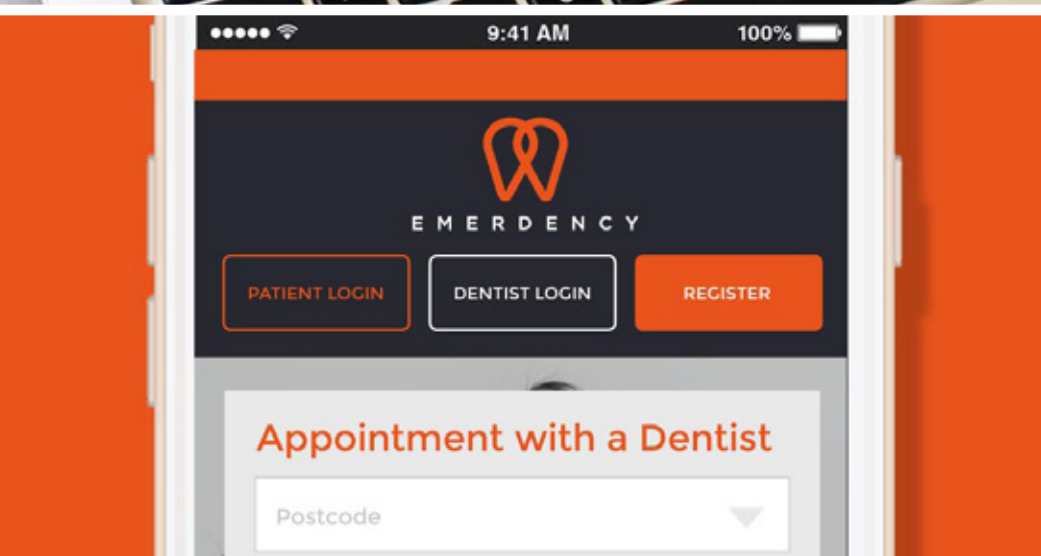 9:41 AM 100%
EMERDENCY
PATIENT LOGIN DENTIST LOGIN REGISTER
Appointment with a Dentist
Postcode